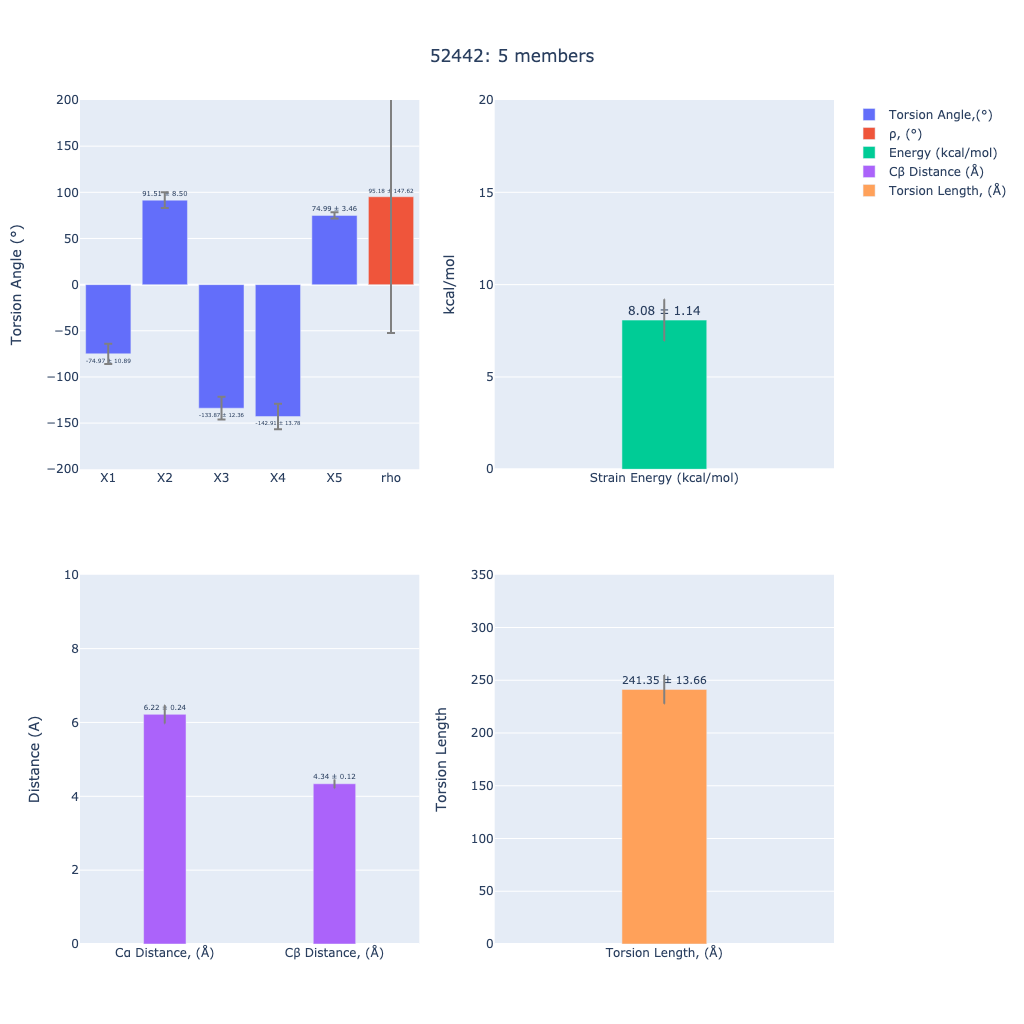 52442: 5 members
Torsion Angle (°)
200
150
100
50
0
−50
−100
−150
−200
-74.97 ± 10.89
91.51 ± 8.50
-133.87 ± 12.36
-142.91 ± 13.78
74.99 ± 3.46
95.18 ± 147.62
X1 X2 X3 X4 X5 rho
kcal/mol
20
15
10
5
0
8.08 ± 1.14
Strain Energy (kcal/mol)
Torsion Angle,(°)
ρ, (°)
Energy (kcal/mol)
Cβ Distance (Å)
Torsion Length, (Å)
Distance (A)
10
8
6
4
2
0
6.22 ± 0.24
4.34 ± 0.12
Cα Distance, (Å) Cβ Distance, (Å)
Torsion Length
350
300
250
200
150
100
50
0
241.35 ± 13.66
Torsion Length, (Å)